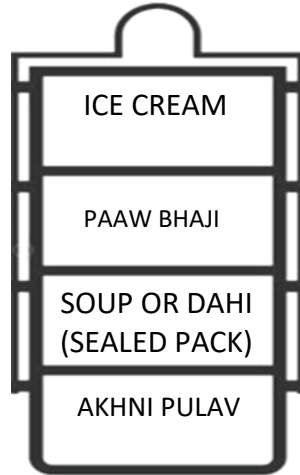 ICE CREAM
PAAW BHAJI
SOUP OR DAHI
(SEALED PACK)
AKHNI PULAV